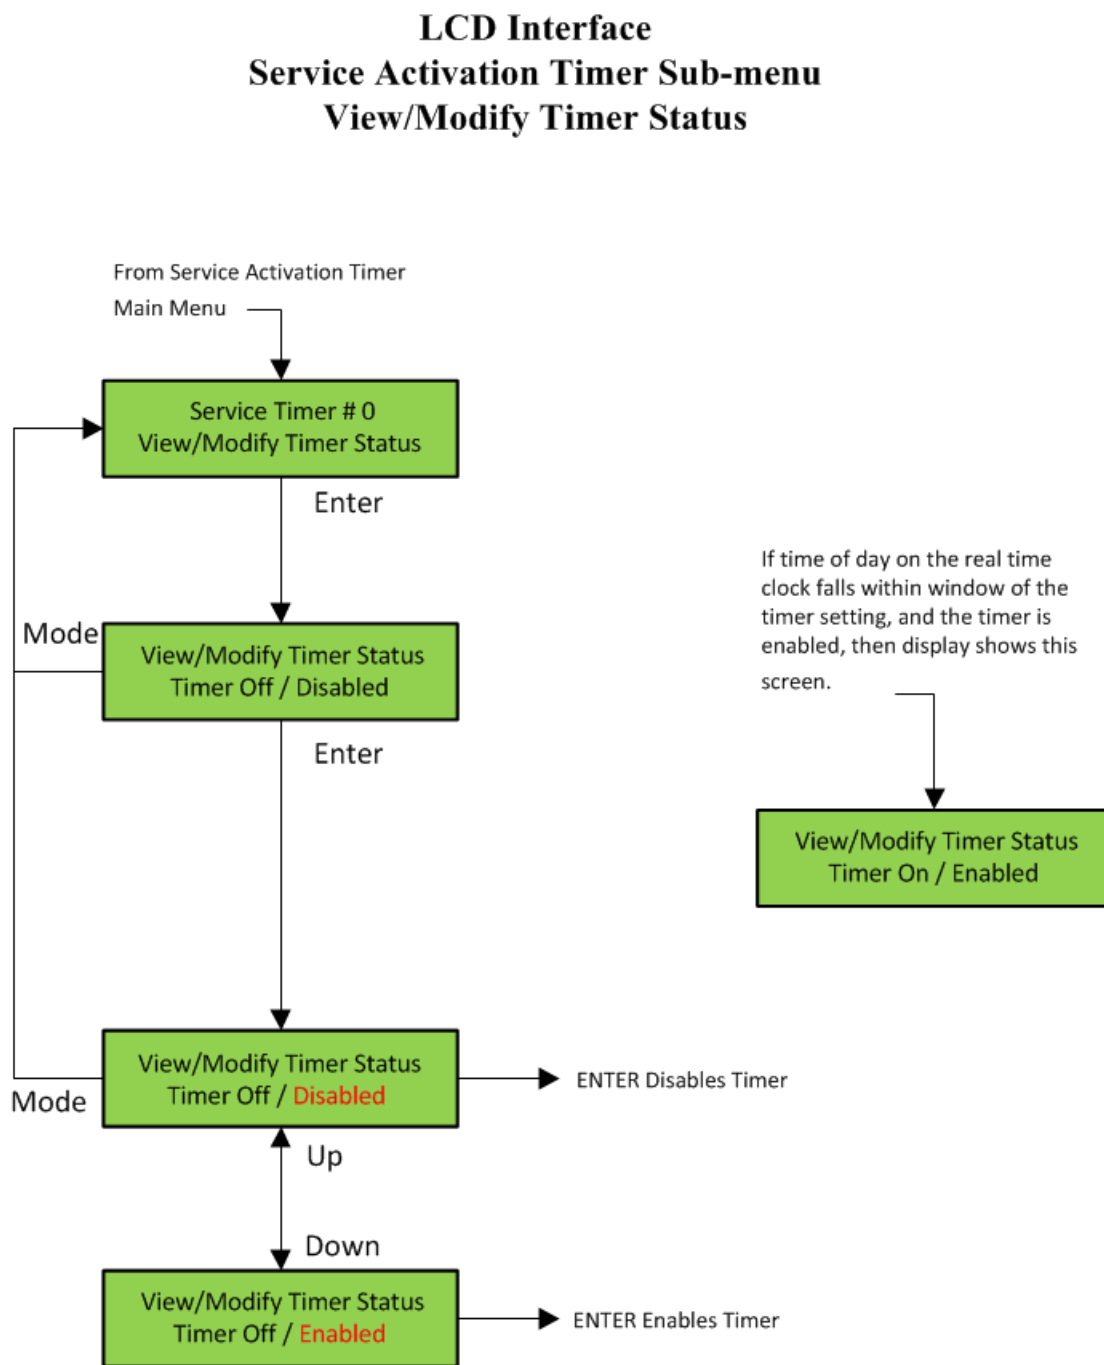 LCD Interface
Service Activation Timer Sub-menu
View/Modify Timer Status
From Service Activation Timer
Main Menu
Service Timer # 0
View/Modify Timer Status
Enter
If time of day on the real time
clock falls within window of the
timer setting, and the timer is
enabled, then display shows this
screen.
Mode
View/Modify Timer Status
Timer Off / Disabled
Enter
View/Modify Timer Status
Timer On / Enabled
View/Modify Timer Status
Timer Off / Disabled
ENTER Disables Timer
Mode
Up
Down
View/Modify Timer Status
Timer Off / Enabled
ENTER Enables Timer